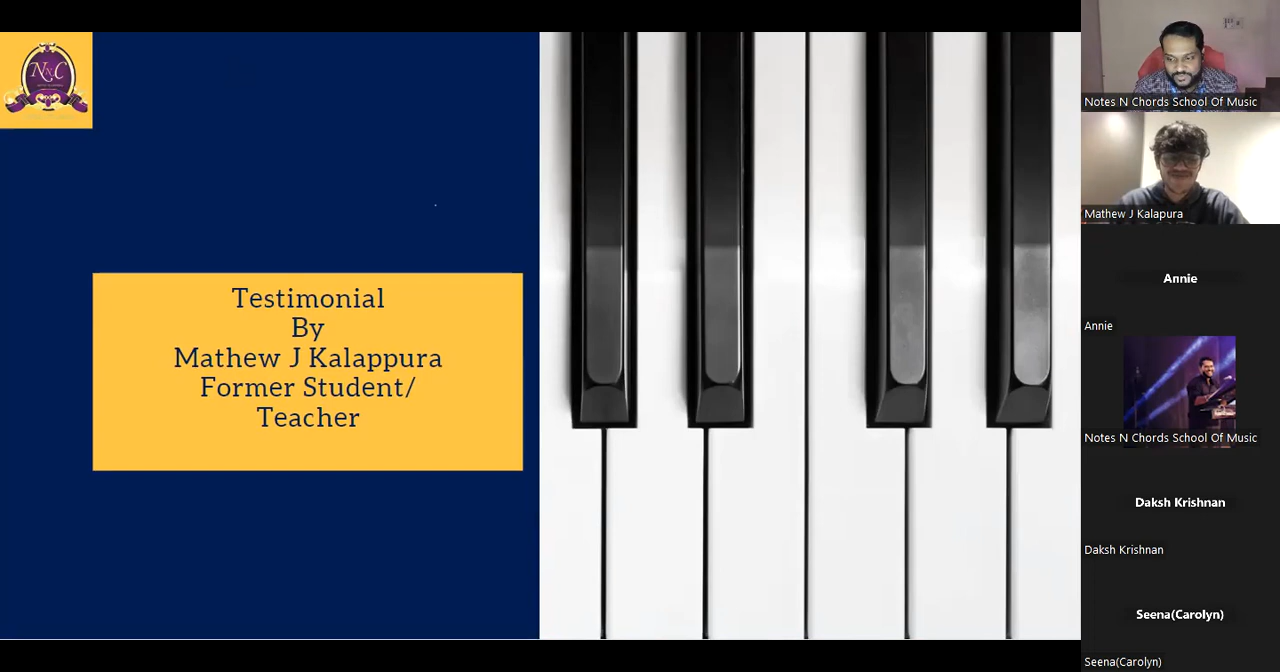 NxC
Testimonial
By
Mathew J Kalappura
Former Student/
Teacher
Notes N Chords School Of Music
Mathew J Kalapura
Annie
Annie
Notes N Chords School Of Music
Daksh Krishnan
Daksh Krishnan
Seena(Carolyn)
Seena(Carolyn)